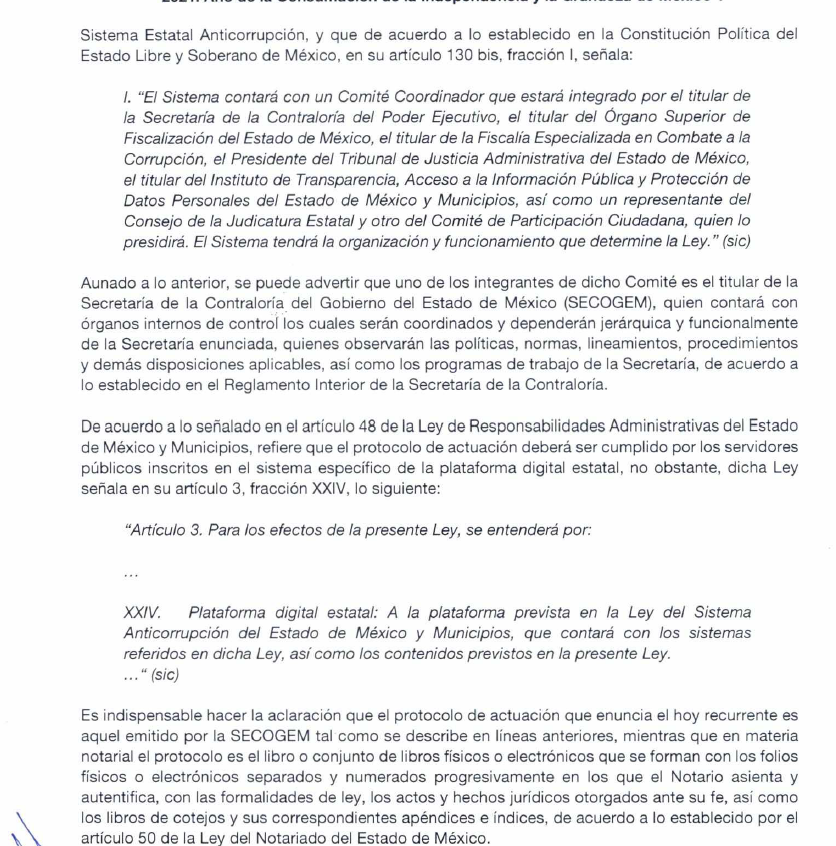 Sistema Estatal Anticorrupción, y que de acuerdo a lo establecido en la Constitución Política del
Estado Libre y Soberano de México, en su artículo 130 bis, fracción I, señala:
I. “El Sistema contará con un Comité Coordinador que estará integrado por el titular de
la Secretaría de la Contraloría del Poder Ejecutivo, el titular del Órgano Superior de
Fiscalización del Estado de México, el titular de la Fiscalía Especializada en Combate a la
Corrupción, el Presidente del Tribunal de Justicia Administrativa del Estado de México,
el titular del Instituto de Transparencia, Acceso a la Información Pública y Protección de
Datos Personales del Estado de México y Municipios, así como un representante del
Consejo de la Judicatura Estatal y otro del Comité de Participación Ciudadana, quien lo
presidirá. El Sistema tendrá la organización y funcionamiento que determine la Ley.” (sic)
Aunado a lo anterior, se puede advertir que uno de los integrantes de dicho Comité es el titular de la
Secretaría de la Contraloría del Gobierno del Estado de México (SECOGEM), quien contará con
órganos internos de control los cuales serán coordinados y dependerán jerárquica y funcionalmente
de la Secretaría enunciada, quienes observarán las políticas, normas, lineamientos, procedimientos
y demás disposiciones aplicables, así como los programas de trabajo de la Secretaría, de acuerdo a
lo establecido en el Reglamento Interior de la Secretaría de la Contraloría.
De acuerdo a lo señalado en el artículo 48 de la Ley de Responsabilidades Administrativas del Estado
de México y Municipios, refiere que el protocolo de actuación deberá ser cumplido por los servidores
públicos inscritos en el sistema específico de la plataforma digital estatal, no obstante, dicha Ley
señala en su artículo 3, fracción XXIV, lo siguiente:
“Artículo 3. Para los efectos de la presente Ley, se entenderá por:
...
XXIV. Plataforma digital estatal: A la plataforma prevista en la Ley del Sistema
Anticorrupción del Estado de México y Municipios, que contará con los sistemas
referidos en dicha Ley, así como los contenidos previstos en la presente Ley.
...“ (sic)
Es indispensable hacer la aclaración que el protocolo de actuación que enuncia el hoy recurrente es
aquel emitido por la SECOGEM tal como se describe en líneas anteriores, mientras que en materia
notarial el protocolo es el libro o conjunto de libros físicos o electrónicos que se forman con los folios
físicos o electrónicos separados y numerados progresivamente en los que el Notario asienta y
autentifica, con las formalidades de ley, los actos y hechos jurídicos otorgados ante su fe, así como
los libros de cotejos y sus correspondientes apéndices e índices, de acuerdo a lo establecido por el
artículo 50 de la Ley del Notariado del Estado de México.